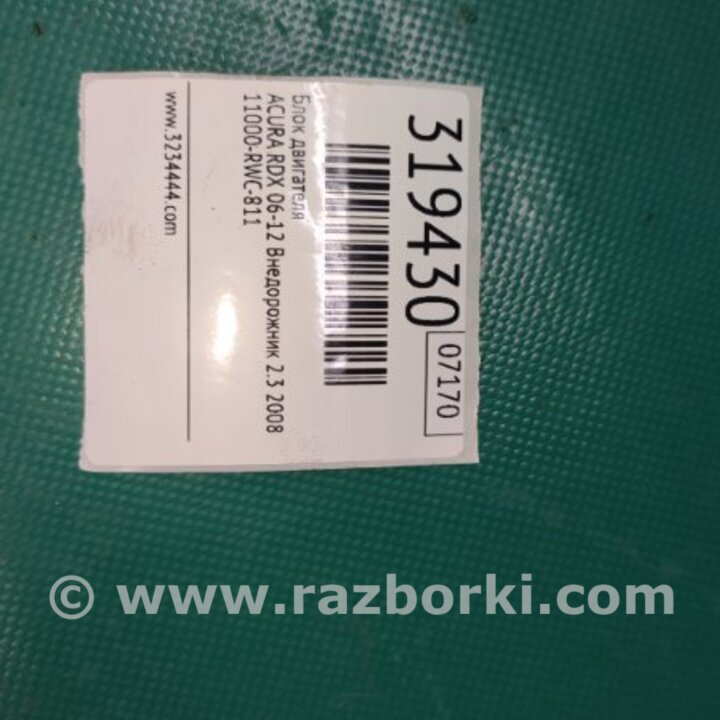 319430
07170
Блок двигателя
ACURA RDX 06-12 Внедорожник 2.3 2008
11000-RWC-811
www.3234444.com
© www.razborki.com